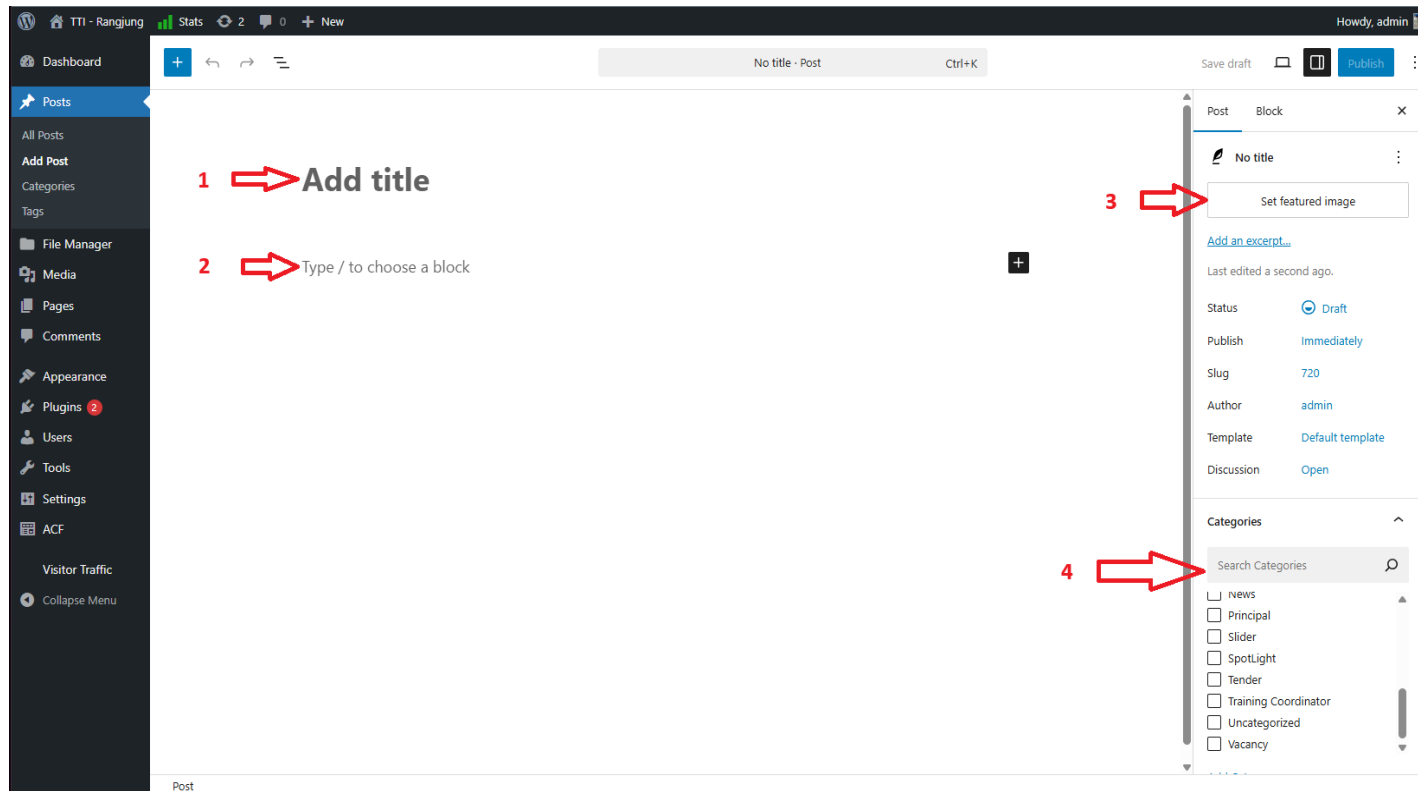 TTI - Rangjung Stats 2 0 New Howdy, admin
Dashboard
Posts
All Posts
Add Post
Categories
Tags
File Manager
Media
Pages
Comments
Appearance
Plugins 2
Users
Tools
Settings
ACF
Visitor Traffic
Collapse Menu
No title · Post Ctrl+K
Save draft Publish
1 Add title
2 Type / to choose a block
Post
Post Block
No title
3 Set featured image
Add an excerpt...
Last edited a second ago.
Status Draft
Publish Immediately
Slug 720
Author admin
Template Default template
Discussion Open
Categories
4 Search Categories
News
Principal
Slider
SpotLight
Tender
Training Coordinator
Uncategorized
Vacancy